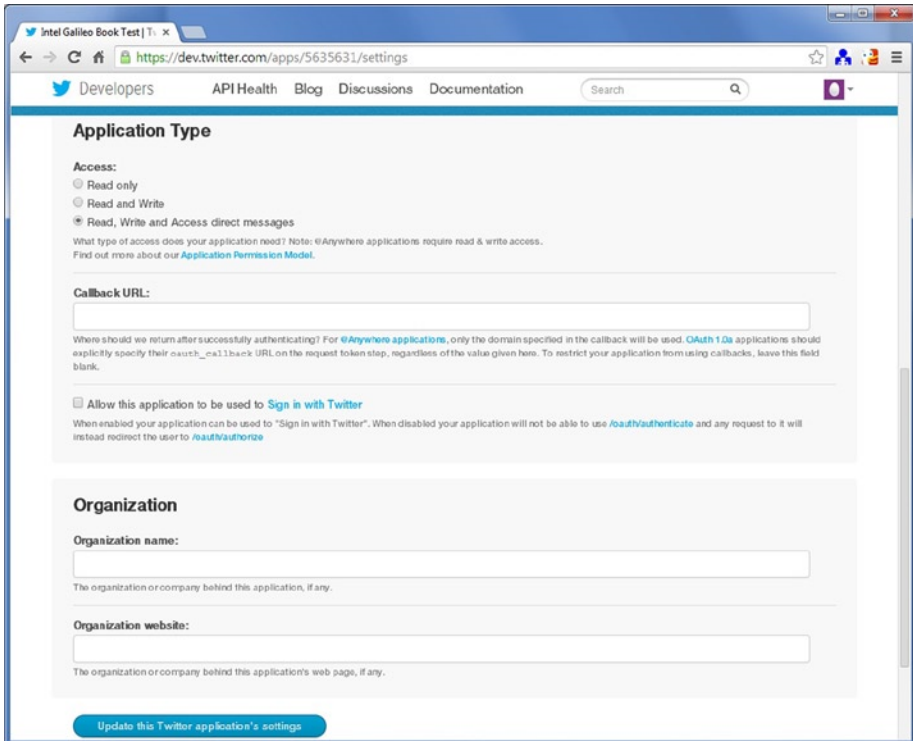 Intel Galileo Book Test | Tw
https://dev.twitter.com/apps/5635631/settings
Developers API Health Blog Discussions Documentation Search
Application Type
Access:
Read only
Read and Write
Read, Write and Access direct messages
What type of access does your application need? Note: @Anywhere applications require read & write access.
Find out more about our Application Permission Model.
Callback URL:
Where should we return after successfully authenticating? For @Anywhere applications, only the domain specified in the callback will be used. OAuth 1.0a applications should
explicitly specify their oauth_callback URL on the request token step, regardless of the value given here. To restrict your application from using callbacks, leave this field
blank.
Allow this application to be used to Sign in with Twitter
When enabled your application can be used to "Sign in with Twitter". When disabled your application will not be able to use /oauth/authenticate and any request to it will
instead redirect the user to /oauth/authorize
Organization
Organization name:
The organization or company behind this application, if any.
Organization website:
The organization or company behind this application's web page, if any.
Update this Twitter application's settings